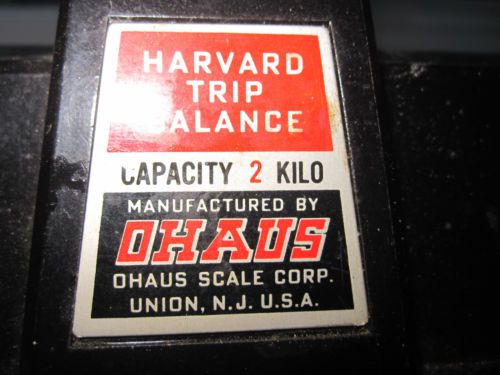 HARVARD
TRIP
BALANCE
CAPACITY 2 KILO
MANUFACTURED BY
OHAUS
OHAUS SCALE CORP.
UNION, N.J. U.S.A.